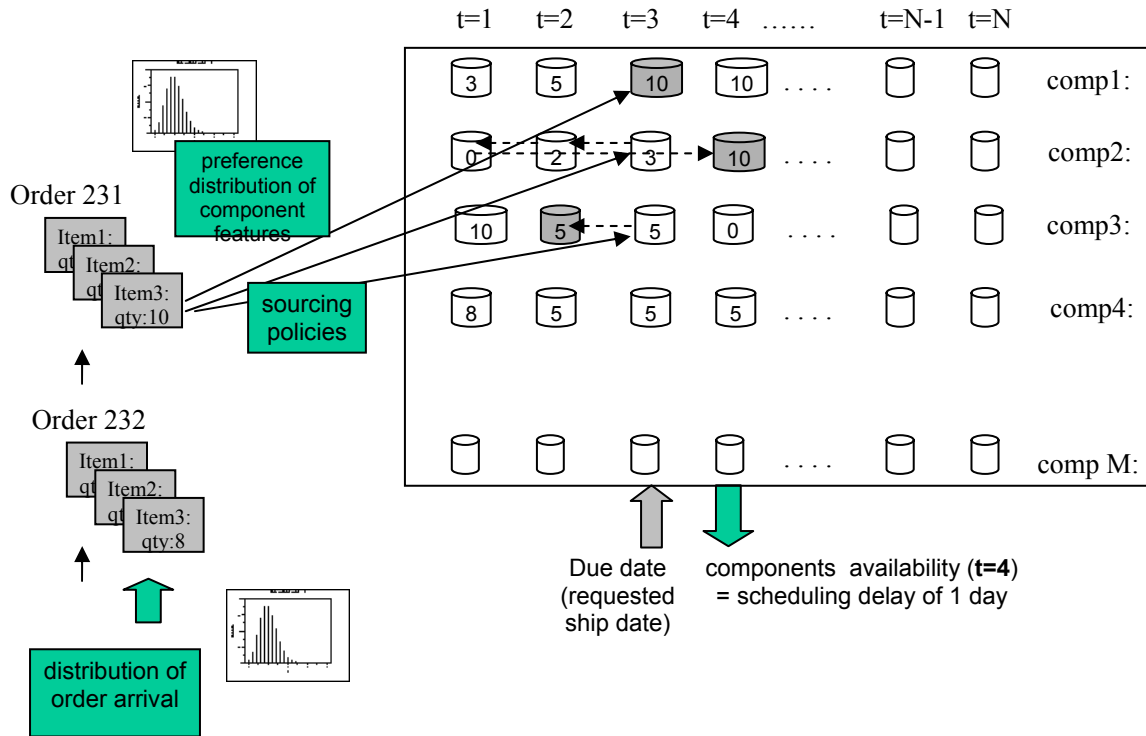 t=1 t=2 t=3 t=4 ...... t=N-1 t=N
3 5 10 10 . . . . comp1:
preference
distribution of
component
features
0 2 3 10 . . . . comp2:
Order 231
Item1:
Item2:
Item3:
qty:10
10 5 5 0 . . . . comp3:
sourcing
policies
8 5 5 5 . . . . comp4:
Order 232
Item1:
Item2:
Item3:
qty:8
. . . . comp M:
Due date
(requested
ship date)
components availability (t=4)
= scheduling delay of 1 day
distribution of
order arrival